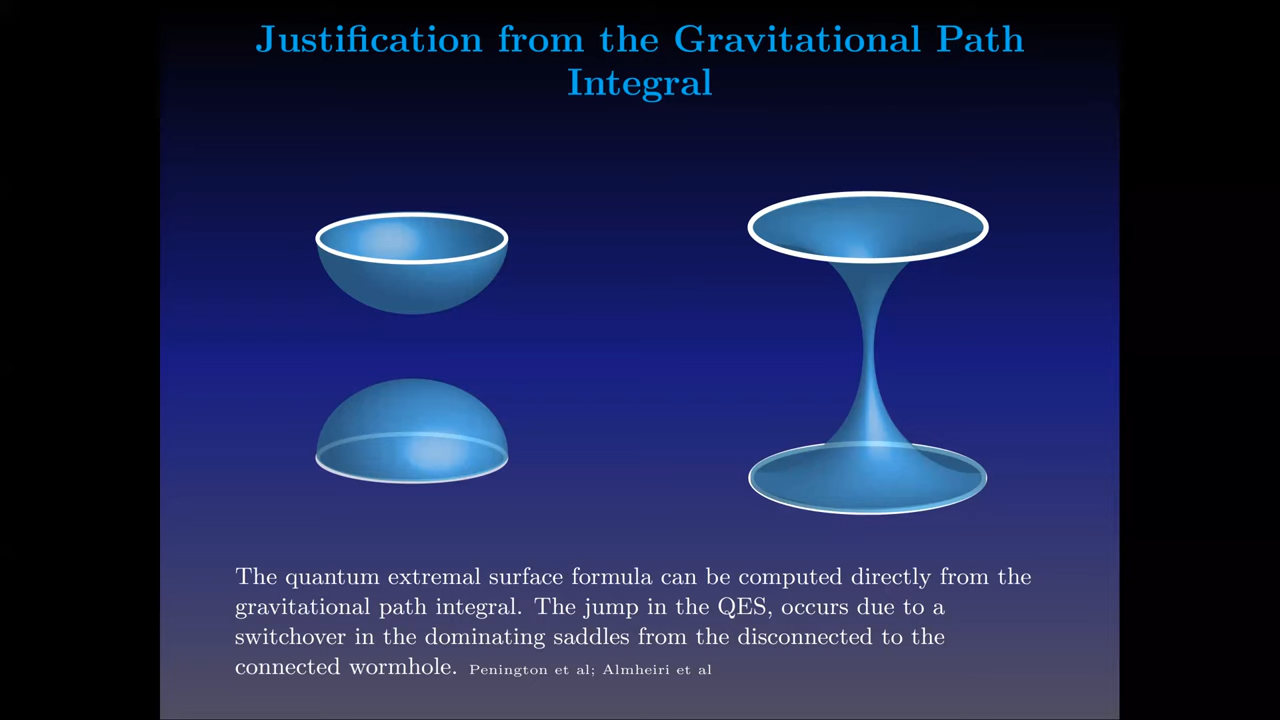 Justification from the Gravitational Path
Integral
The quantum extremal surface formula can be computed directly from the
gravitational path integral. The jump in the QES, occurs due to a
switchover in the dominating saddles from the disconnected to the
connected wormhole. Penington et al; Almheiri et al